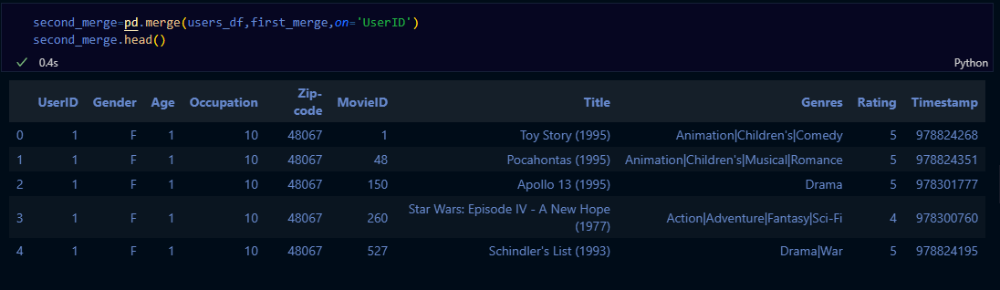 second_merge=pd.merge(users_df,first_merge,on='UserID')
second_merge.head()
0.4s Python
UserID Gender Age Occupation Zip-code MovieID Title Genres Rating Timestamp
0 1 F 1 10 48067 1 Toy Story (1995) Animation|Children's|Comedy 5 978824268
1 1 F 1 10 48067 48 Pocahontas (1995) Animation|Children's|Musical|Romance 5 978824351
2 1 F 1 10 48067 150 Apollo 13 (1995) Drama 5 978301777
3 1 F 1 10 48067 260 Star Wars: Episode IV - A New Hope (1977) Action|Adventure|Fantasy|Sci-Fi 4 978300760
4 1 F 1 10 48067 527 Schindler's List (1993) Drama|War 5 978824195